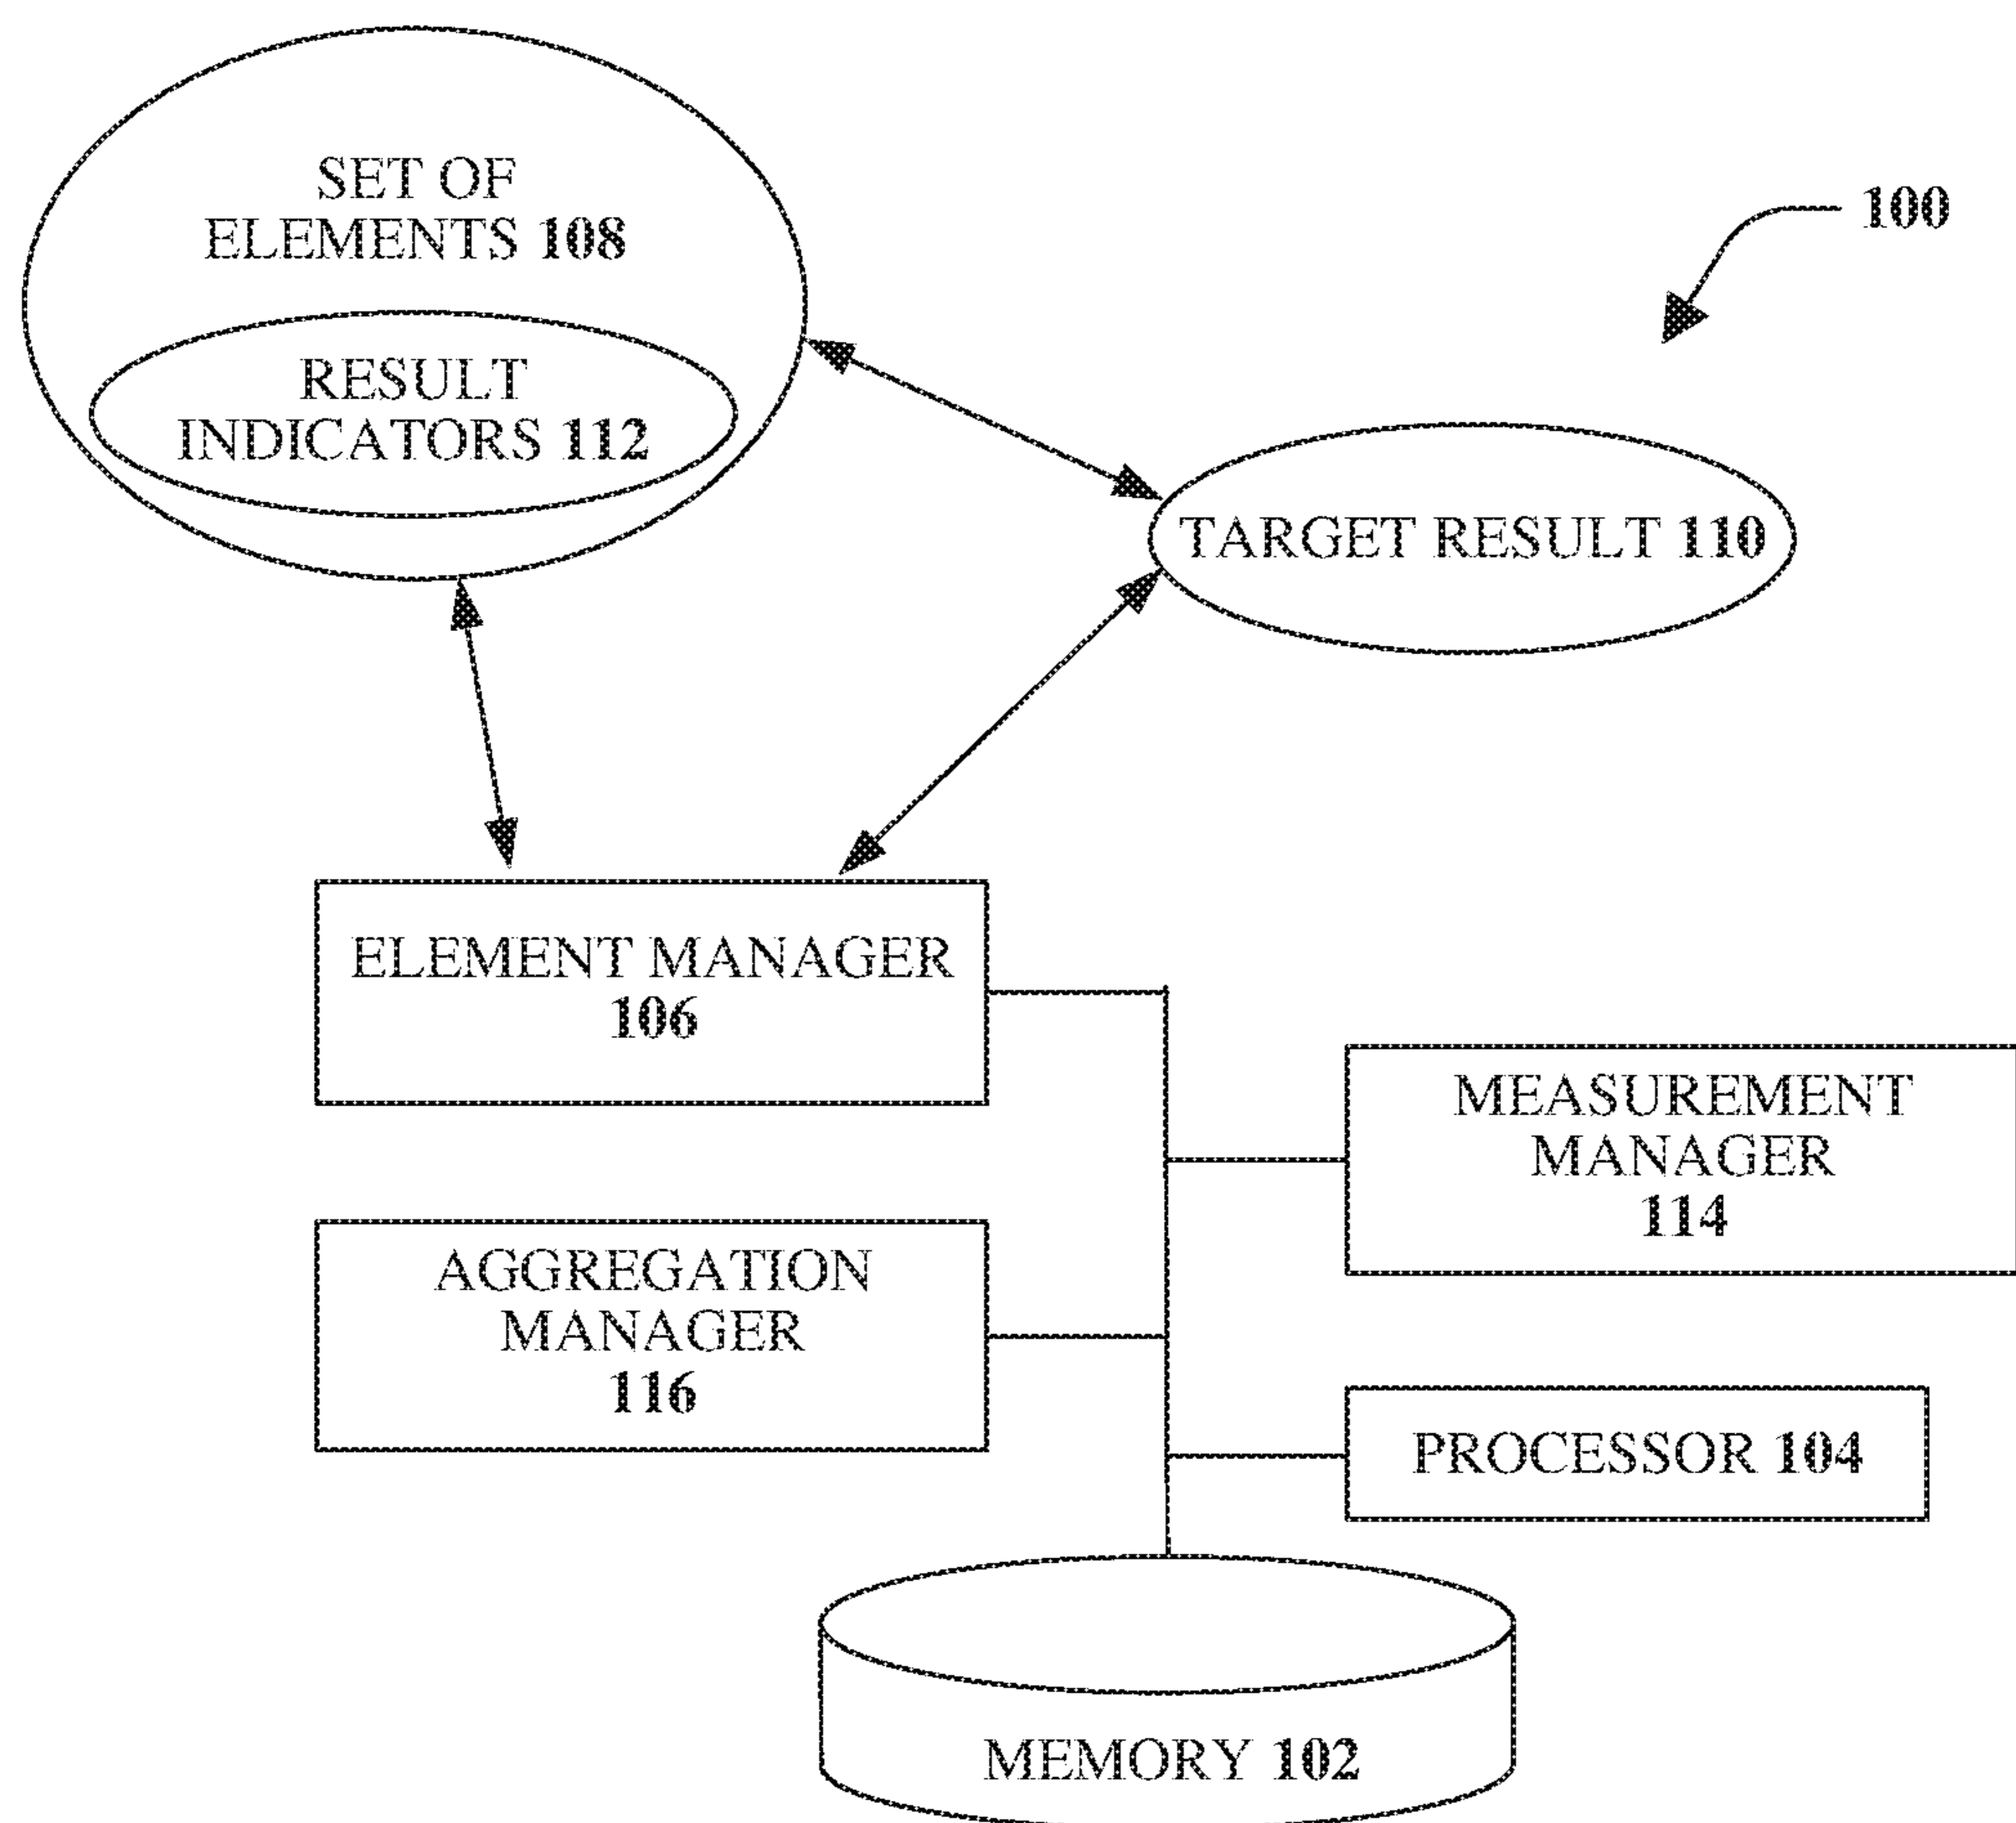 SET OF
ELEMENTS 108
100
RESULT
INDICATORS 112
TARGET RESULT 110
ELEMENT MANAGER
106
MEASUREMENT
MANAGER
114
AGGREGATION
MANAGER
116
PROCESSOR 104
MEMORY 102